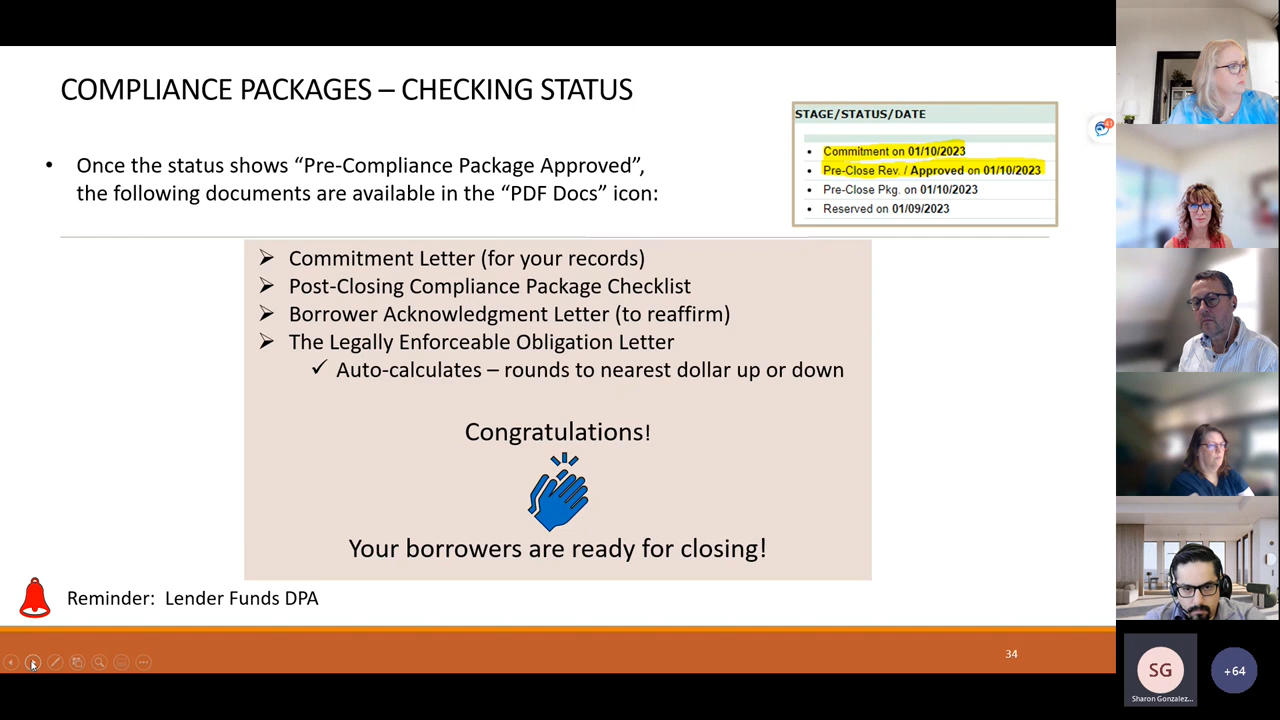 COMPLIANCE PACKAGES – CHECKING STATUS
• Once the status shows “Pre-Compliance Package Approved”,
the following documents are available in the “PDF Docs” icon:
STAGE/STATUS/DATE
• Commitment on 01/10/2023
• Pre-Close Rev. / Approved on 01/10/2023
• Pre-Close Pkg. on 01/10/2023
• Reserved on 01/09/2023
41
➢ Commitment Letter (for your records)
➢ Post-Closing Compliance Package Checklist
➢ Borrower Acknowledgment Letter (to reaffirm)
➢ The Legally Enforceable Obligation Letter
✓ Auto-calculates – rounds to nearest dollar up or down
Congratulations!
Your borrowers are ready for closing!
Reminder: Lender Funds DPA
34
SG
Sharon Gonzalez...
+64